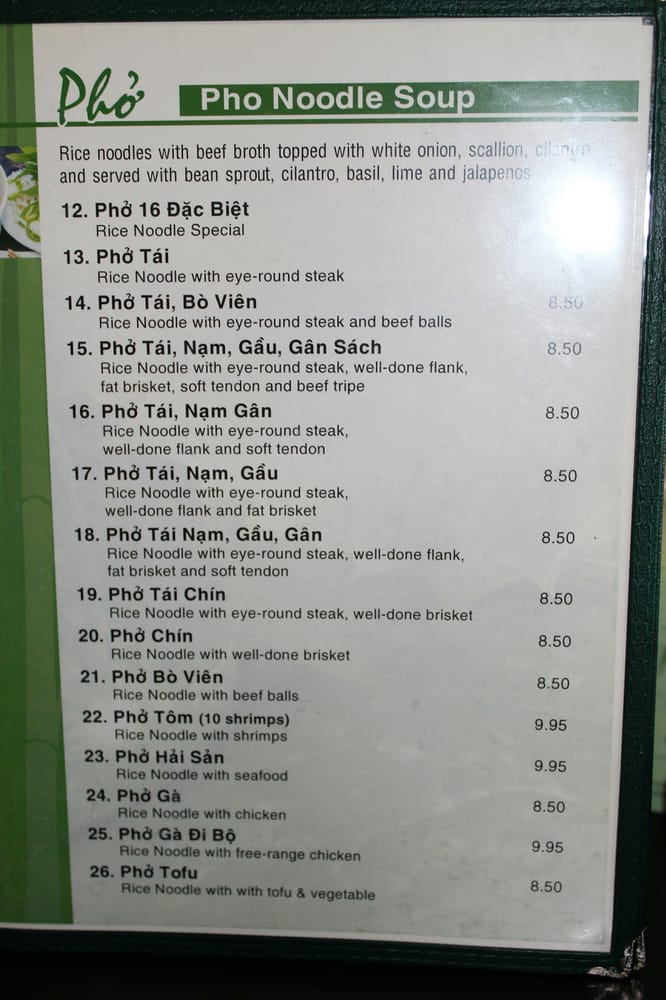 Phở
Pho Noodle Soup
Rice noodles with beef broth topped with white onion, scallion, cilantro
and served with bean sprout, cilantro, basil, lime and jalapenos
12. Phở 16 Đặc Biệt
Rice Noodle Special
13. Phở Tái
Rice Noodle with eye-round steak
14. Phở Tái, Bò Viên 8.50
Rice Noodle with eye-round steak and beef balls
15. Phở Tái, Nạm, Gầu, Gân Sách 8.50
Rice Noodle with eye-round steak, well-done flank,
fat brisket, soft tendon and beef tripe
16. Phở Tái, Nạm Gân 8.50
Rice Noodle with eye-round steak,
well-done flank and soft tendon
17. Phở Tái, Nạm, Gầu 8.50
Rice Noodle with eye-round steak,
well-done flank and fat brisket
18. Phở Tái Nạm, Gầu, Gân 8.50
Rice Noodle with eye-round steak, well-done flank,
fat brisket and soft tendon
19. Phở Tái Chín 8.50
Rice Noodle with eye-round steak, well-done brisket
20. Phở Chín 8.50
Rice Noodle with well-done brisket
21. Phở Bò Viên 8.50
Rice Noodle with beef balls
22. Phở Tôm (10 shrimps) 9.95
Rice Noodle with shrimps
23. Phở Hải Sản 9.95
Rice Noodle with seafood
24. Phở Gà 8.50
Rice Noodle with chicken
25. Phở Gà Đi Bộ 9.95
Rice Noodle with free-range chicken
26. Phở Tofu 8.50
Rice Noodle with with tofu & vegetable